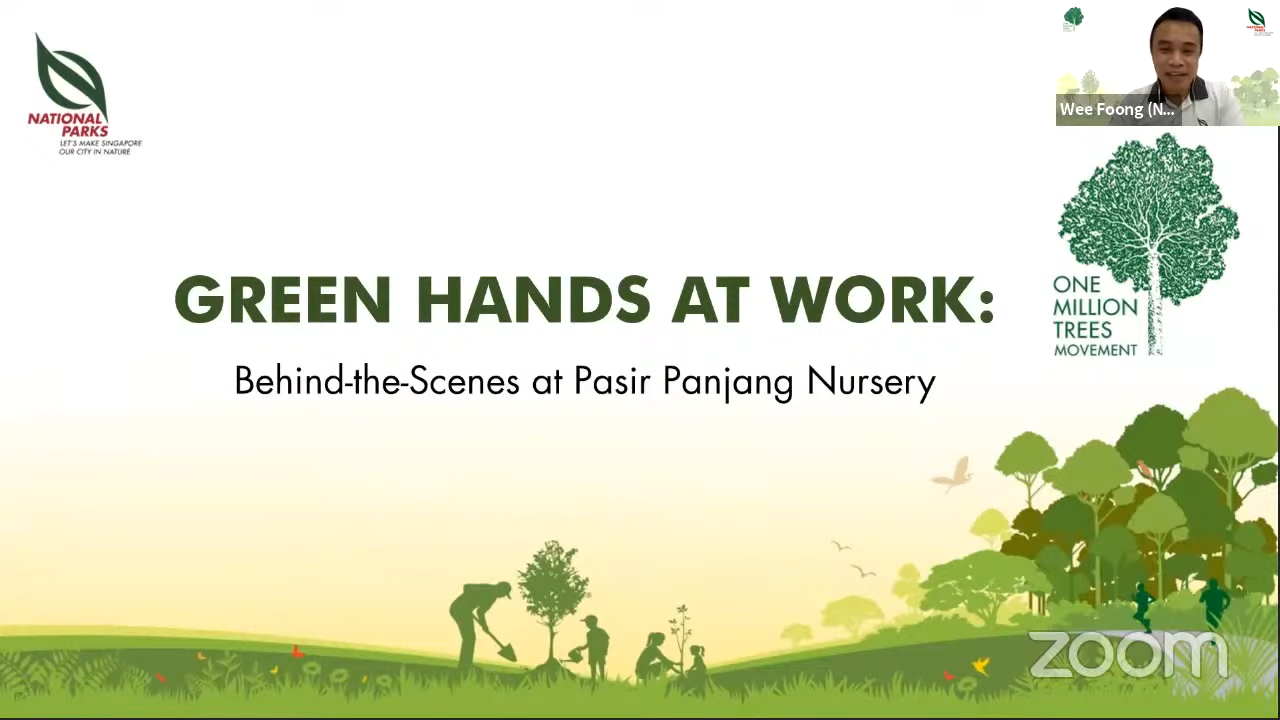 NATIONAL
PARKS
LET'S MAKE SINGAPORE
OUR CITY IN NATURE
Wee Foong (N...
GREEN HANDS AT WORK:
Behind-the-Scenes at Pasir Panjang Nursery
ONE
MILLION
TREES
MOVEMENT
zoom